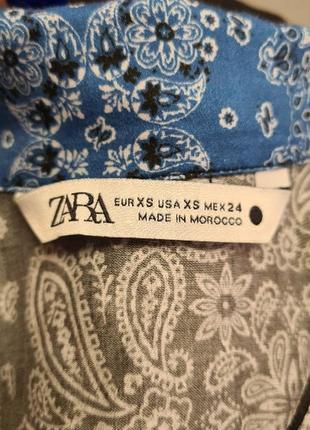 ZARA
EUR XS USA XS MEX 24
MADE IN MOROCCO